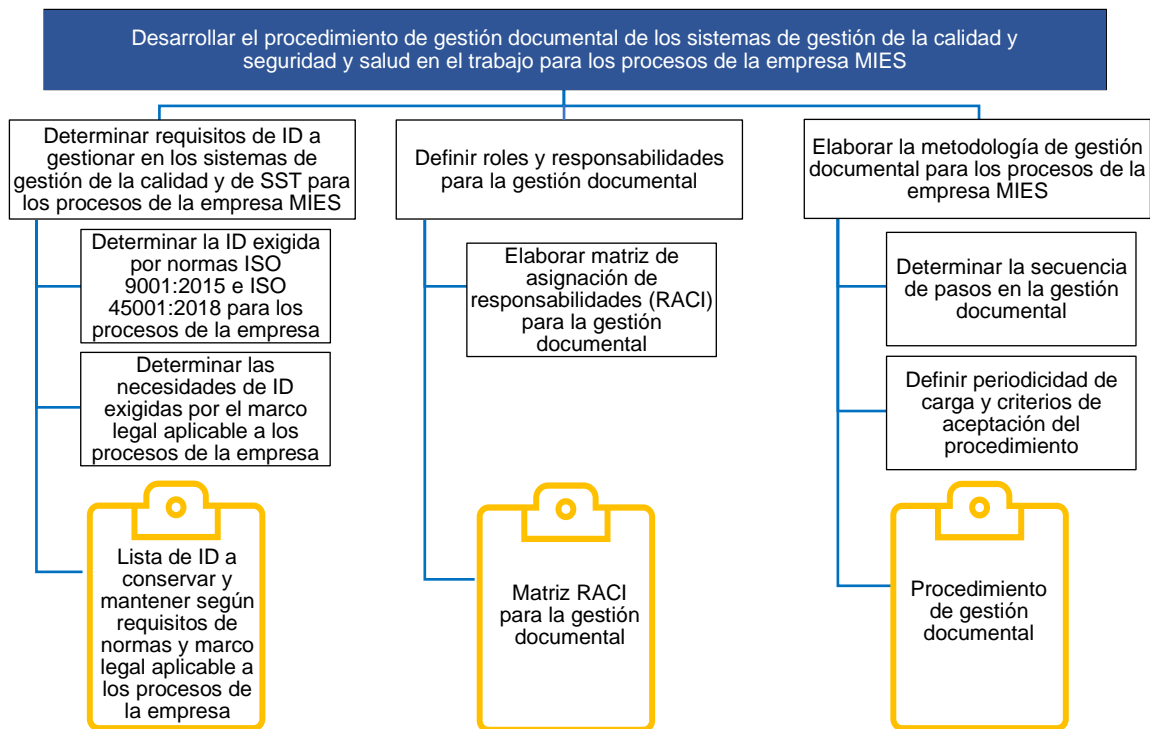 Desarrollar el procedimiento de gestión documental de los sistemas de gestión de la calidad y
seguridad y salud en el trabajo para los procesos de la empresa MIES
Determinar requisitos de ID a
gestionar en los sistemas de
gestión de la calidad y de SST para
los procesos de la empresa MIES
Determinar la ID exigida
por normas ISO
9001:2015 e ISO
45001:2018 para los
procesos de la empresa
Determinar las
necesidades de ID
exigidas por el marco
legal aplicable a los
procesos de la empresa
Lista de ID a
conservar y
mantener según
requisitos de
normas y marco
legal aplicable a
los procesos de
la empresa
Definir roles y responsabilidades
para la gestión documental
Elaborar matriz de
asignación de
responsabilidades (RACI)
para la gestión
documental
Matriz RACI
para la gestión
documental
Elaborar la metodología de gestión
documental para los procesos de la
empresa MIES
Determinar la secuencia
de pasos en la gestión
documental
Definir periodicidad de
carga y criterios de
aceptación del
procedimiento
Procedimiento
de gestión
documental